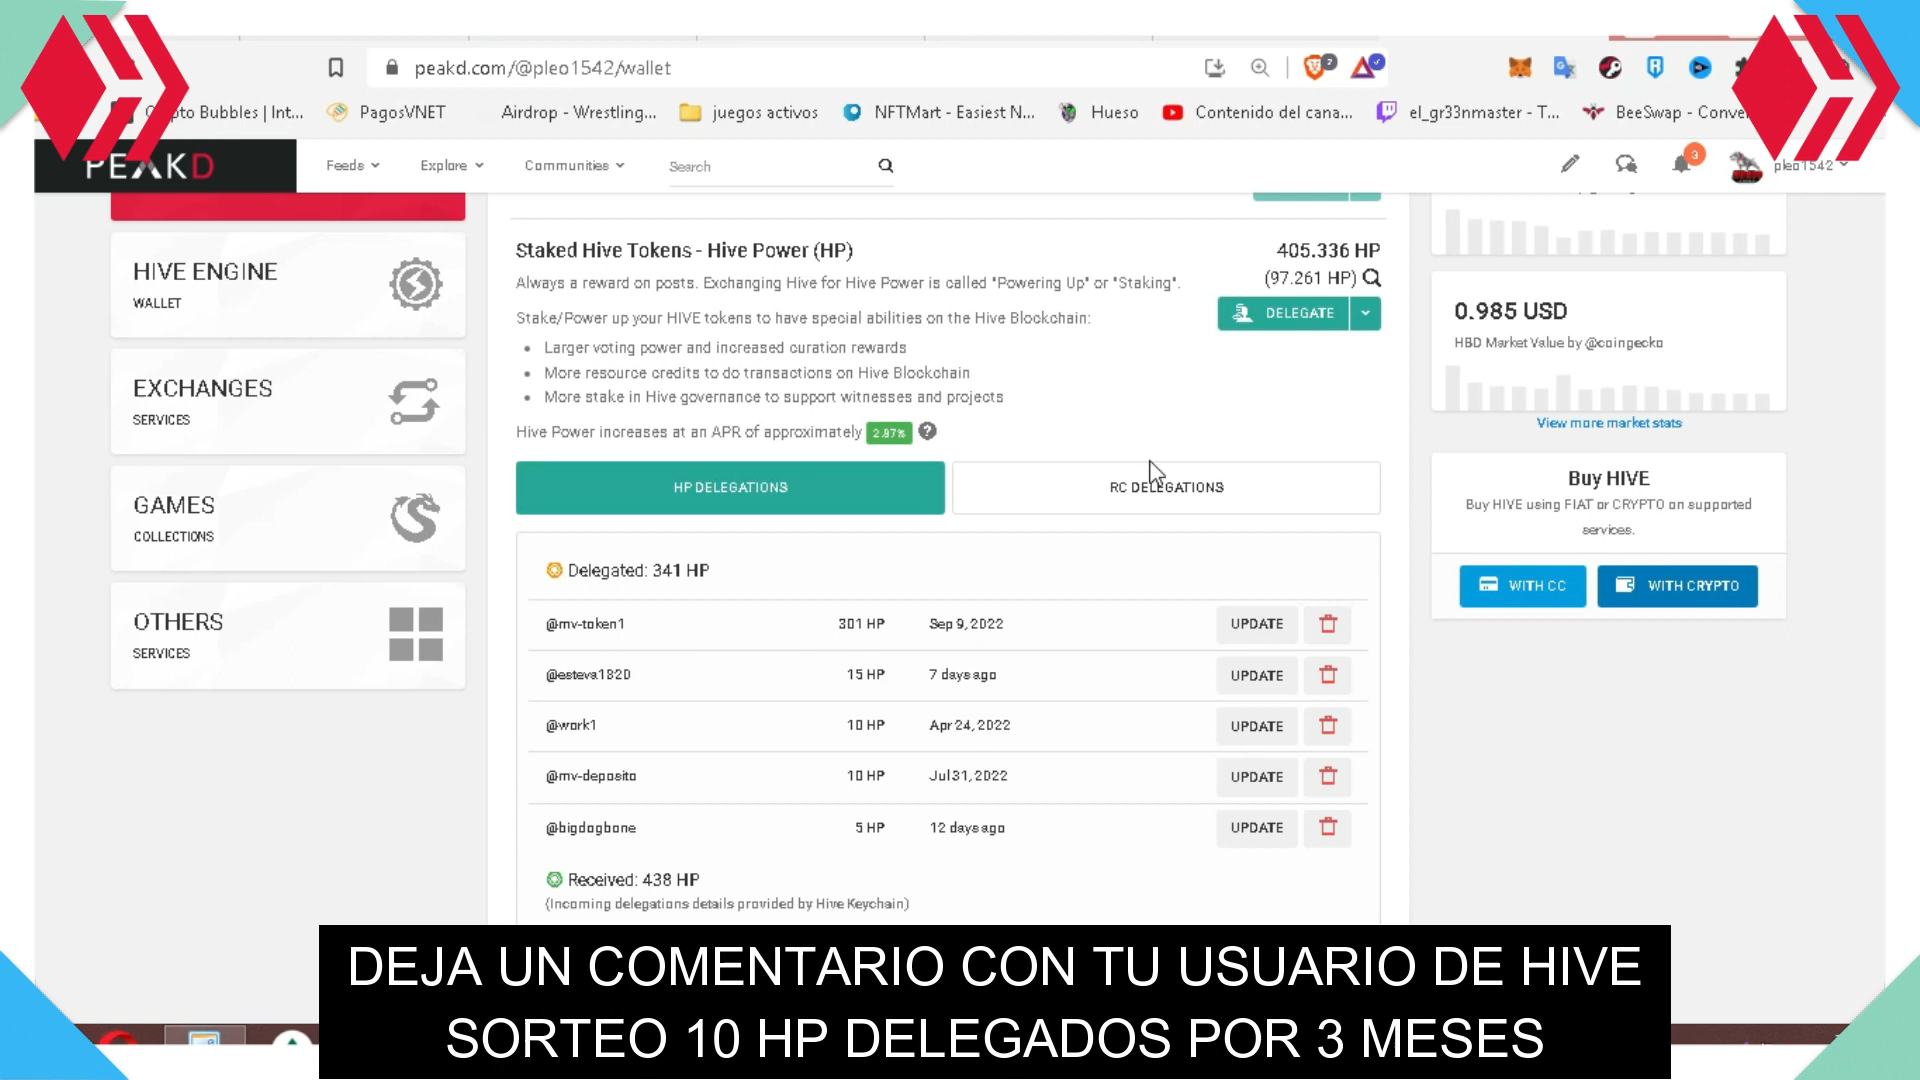 peakd.com/@pleo1542/wallet
pto Bubbles | Int...
PagosVNET
Airdrop - Wrestling...
juegos activos
NFTMart - Easiest N...
Hueso
Contenido del cana...
el_gr33nmaster - T...
BeeSwap - Conve
PEAKD
Feeds
Explore
Communities
Search
3
pleo1542
HIVE ENGINE
WALLET
EXCHANGES
SERVICES
GAMES
COLLECTIONS
OTHERS
SERVICES
Staked Hive Tokens - Hive Power (HP)
405.336 HP
Always a reward on posts. Exchanging Hive for Hive Power is called "Powering Up" or "Staking".
(97.261 HP)
DELEGATE
Stake/Power up your HIVE tokens to have special abilities on the Hive Blockchain:
Larger voting power and increased curation rewards
More resource credits to do transactions on Hive Blockchain
More stake in Hive governance to support witnesses and projects
Hive Power increases at an APR of approximately 2.87%
HP DELEGATIONS
RC DELEGATIONS
Delegated: 341 HP
@mv-token1 301 HP Sep 9, 2022 UPDATE
@esteva1820 15 HP 7 days ago UPDATE
@work1 10 HP Apr 24, 2022 UPDATE
@mv-deposito 10 HP Jul 31, 2022 UPDATE
@bigdogbone 5 HP 12 days ago UPDATE
Received: 438 HP
(Incoming delegations details provided by Hive Keychain)
0.985 USD
HBD Market Value by @coingecko
View more market stats
Buy HIVE
Buy HIVE using FIAT or CRYPTO on supported
services.
WITH CC
WITH CRYPTO
DEJA UN COMENTARIO CON TU USUARIO DE HIVE
SORTEO 10 HP DELEGADOS POR 3 MESES